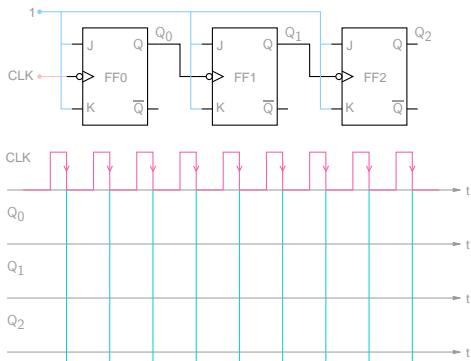 1 Q0 Q1 Q2
J Q J Q J Q
CLK FF0 FF1 FF2
K Q̅ K Q̅ K Q̅
CLK
t
Q0
t
Q1
t
Q2
t